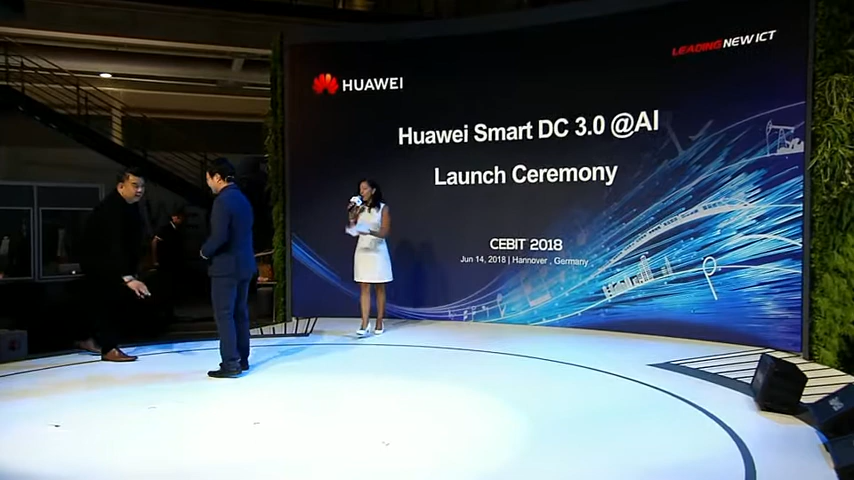 LEADING NEW ICT
HUAWEI
Huawei Smart DC 3.0 @AI
Launch Ceremony
CEBIT 2018
Jun 14, 2018 | Hannover , Germany